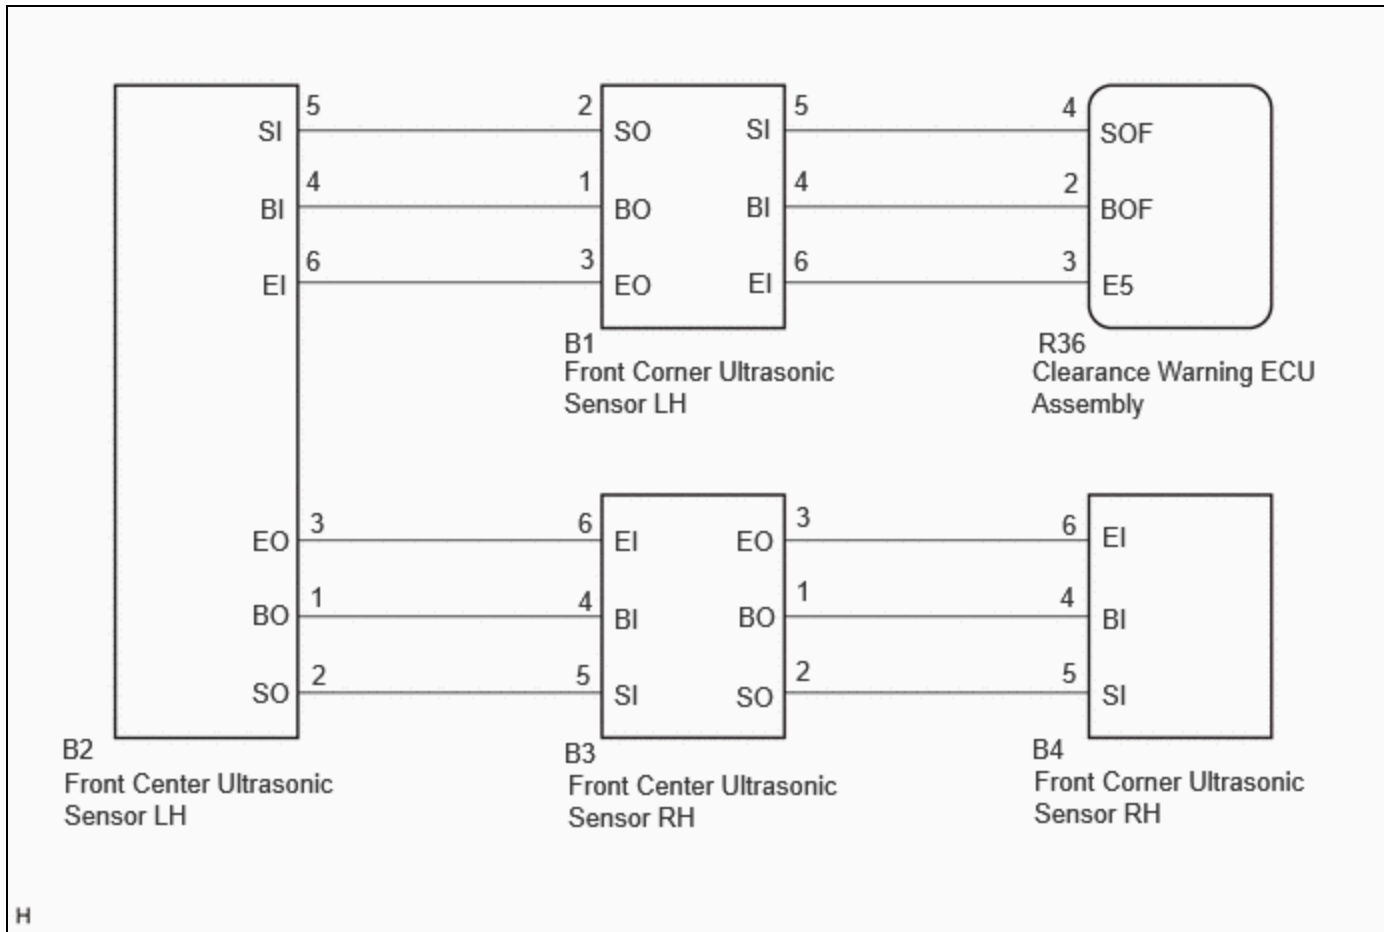 5 2 5 4
SI SO SI SOF
4 1 4 2
BI BO BI BOF
6 3 6 3
EI EO EI E5
B1
Front Corner Ultrasonic
Sensor LH
R36
Clearance Warning ECU
Assembly
3 6 3 6
EO EI EO EI
1 4 1 4
BO BI BO BI
2 5 2 5
SO SI SO SI
B2
Front Center Ultrasonic
Sensor LH
B3
Front Center Ultrasonic
Sensor RH
B4
Front Corner Ultrasonic
Sensor RH
H